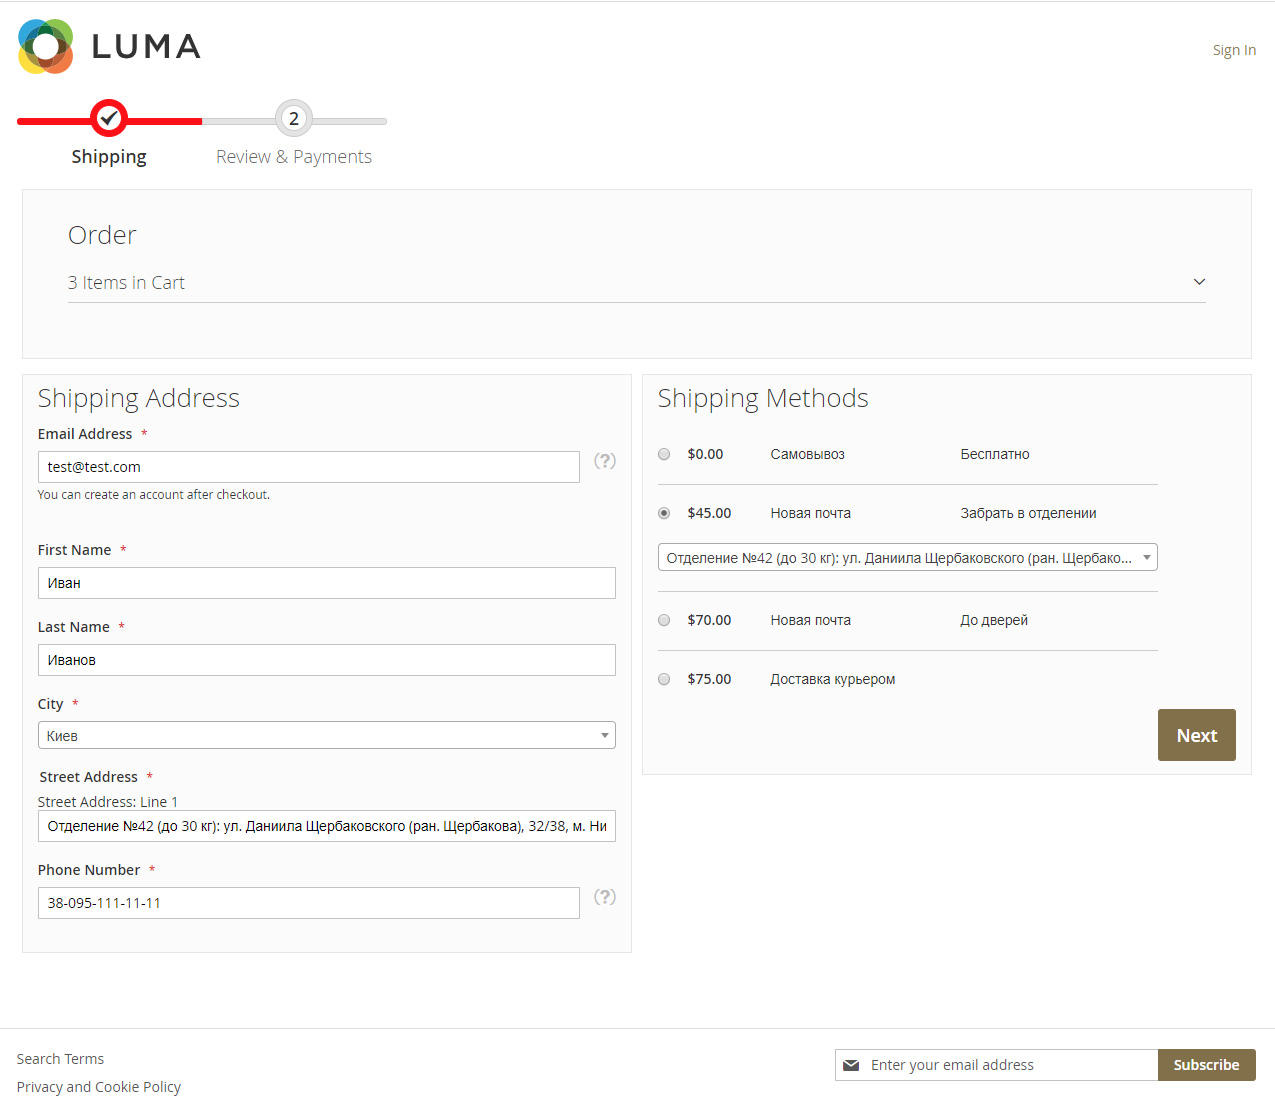 LUMA
Sign In
2
Shipping
Review & Payments
Order
3 Items in Cart
Shipping Address
Email Address *
test@test.com
(?)
You can create an account after checkout.
First Name *
Иван
Last Name *
Иванов
City *
Киев
Street Address *
Street Address: Line 1
Отделение №42 (до 30 кг): ул. Даниила Щербаковского (ран. Щербакова), 32/38, м. Ни
Phone Number *
38-095-111-11-11
(?)
Shipping Methods
$0.00 Самовывоз Бесплатно
$45.00 Новая почта Забрать в отделении
Отделение №42 (до 30 кг): ул. Даниила Щербаковского (ран. Щербако...
$70.00 Новая почта До дверей
$75.00 Доставка курьером
Next
Search Terms
Privacy and Cookie Policy
Enter your email address
Subscribe